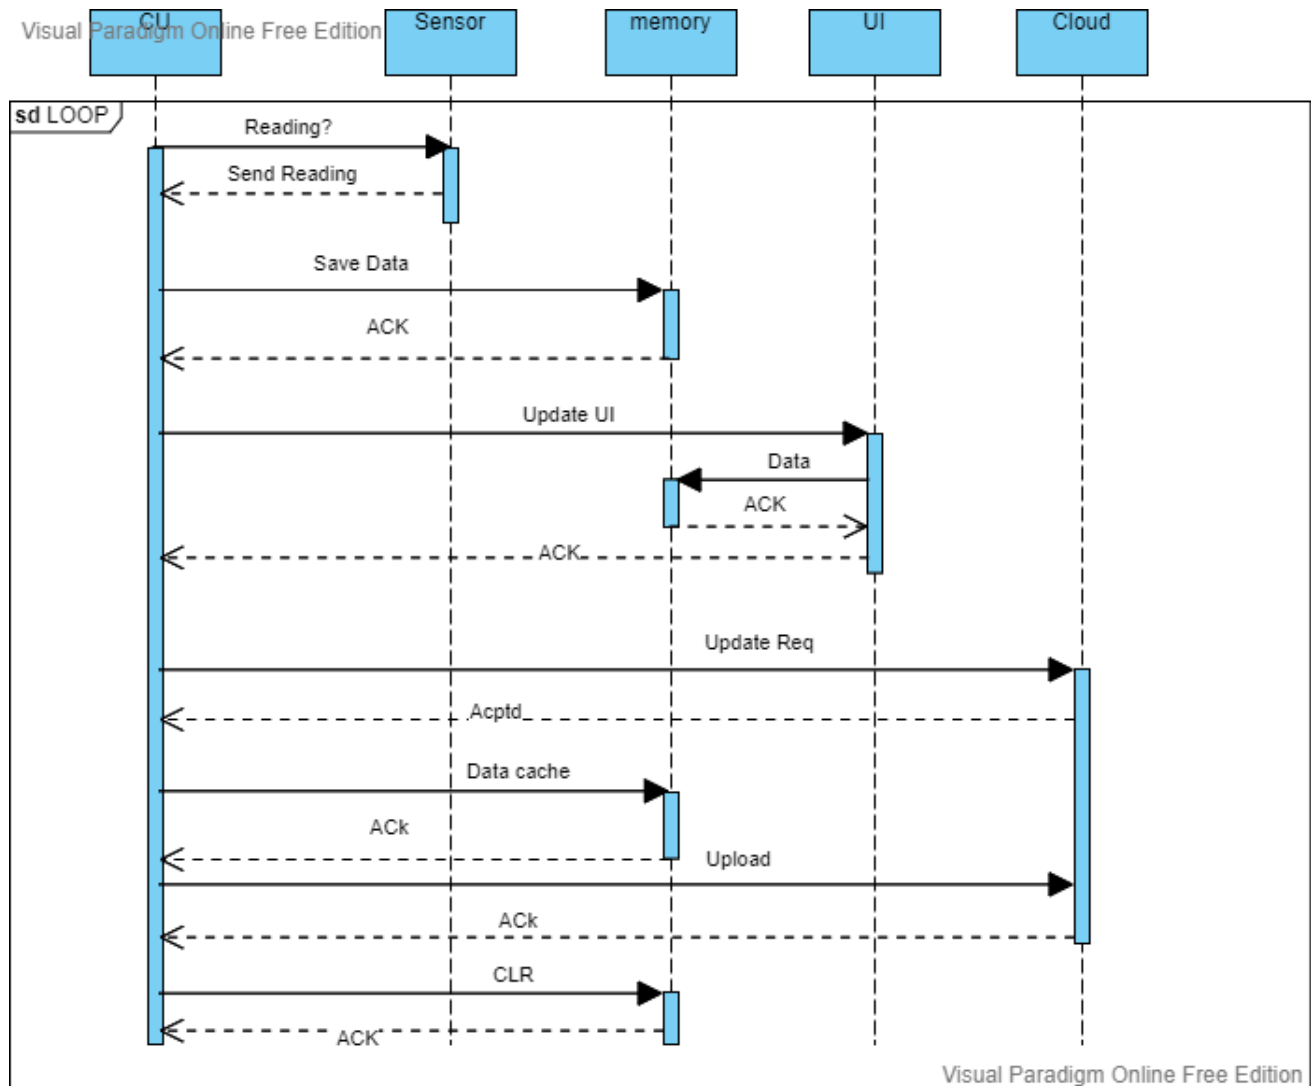 Visual Paradigm Online Free Edition
CU
Sensor
memory
UI
Cloud
sd LOOP
Reading?
Send Reading
Save Data
ACK
Update UI
Data
ACK
ACK
Update Req
Acptd
Data cache
ACk
Upload
ACk
CLR
ACK
Visual Paradigm Online Free Edition